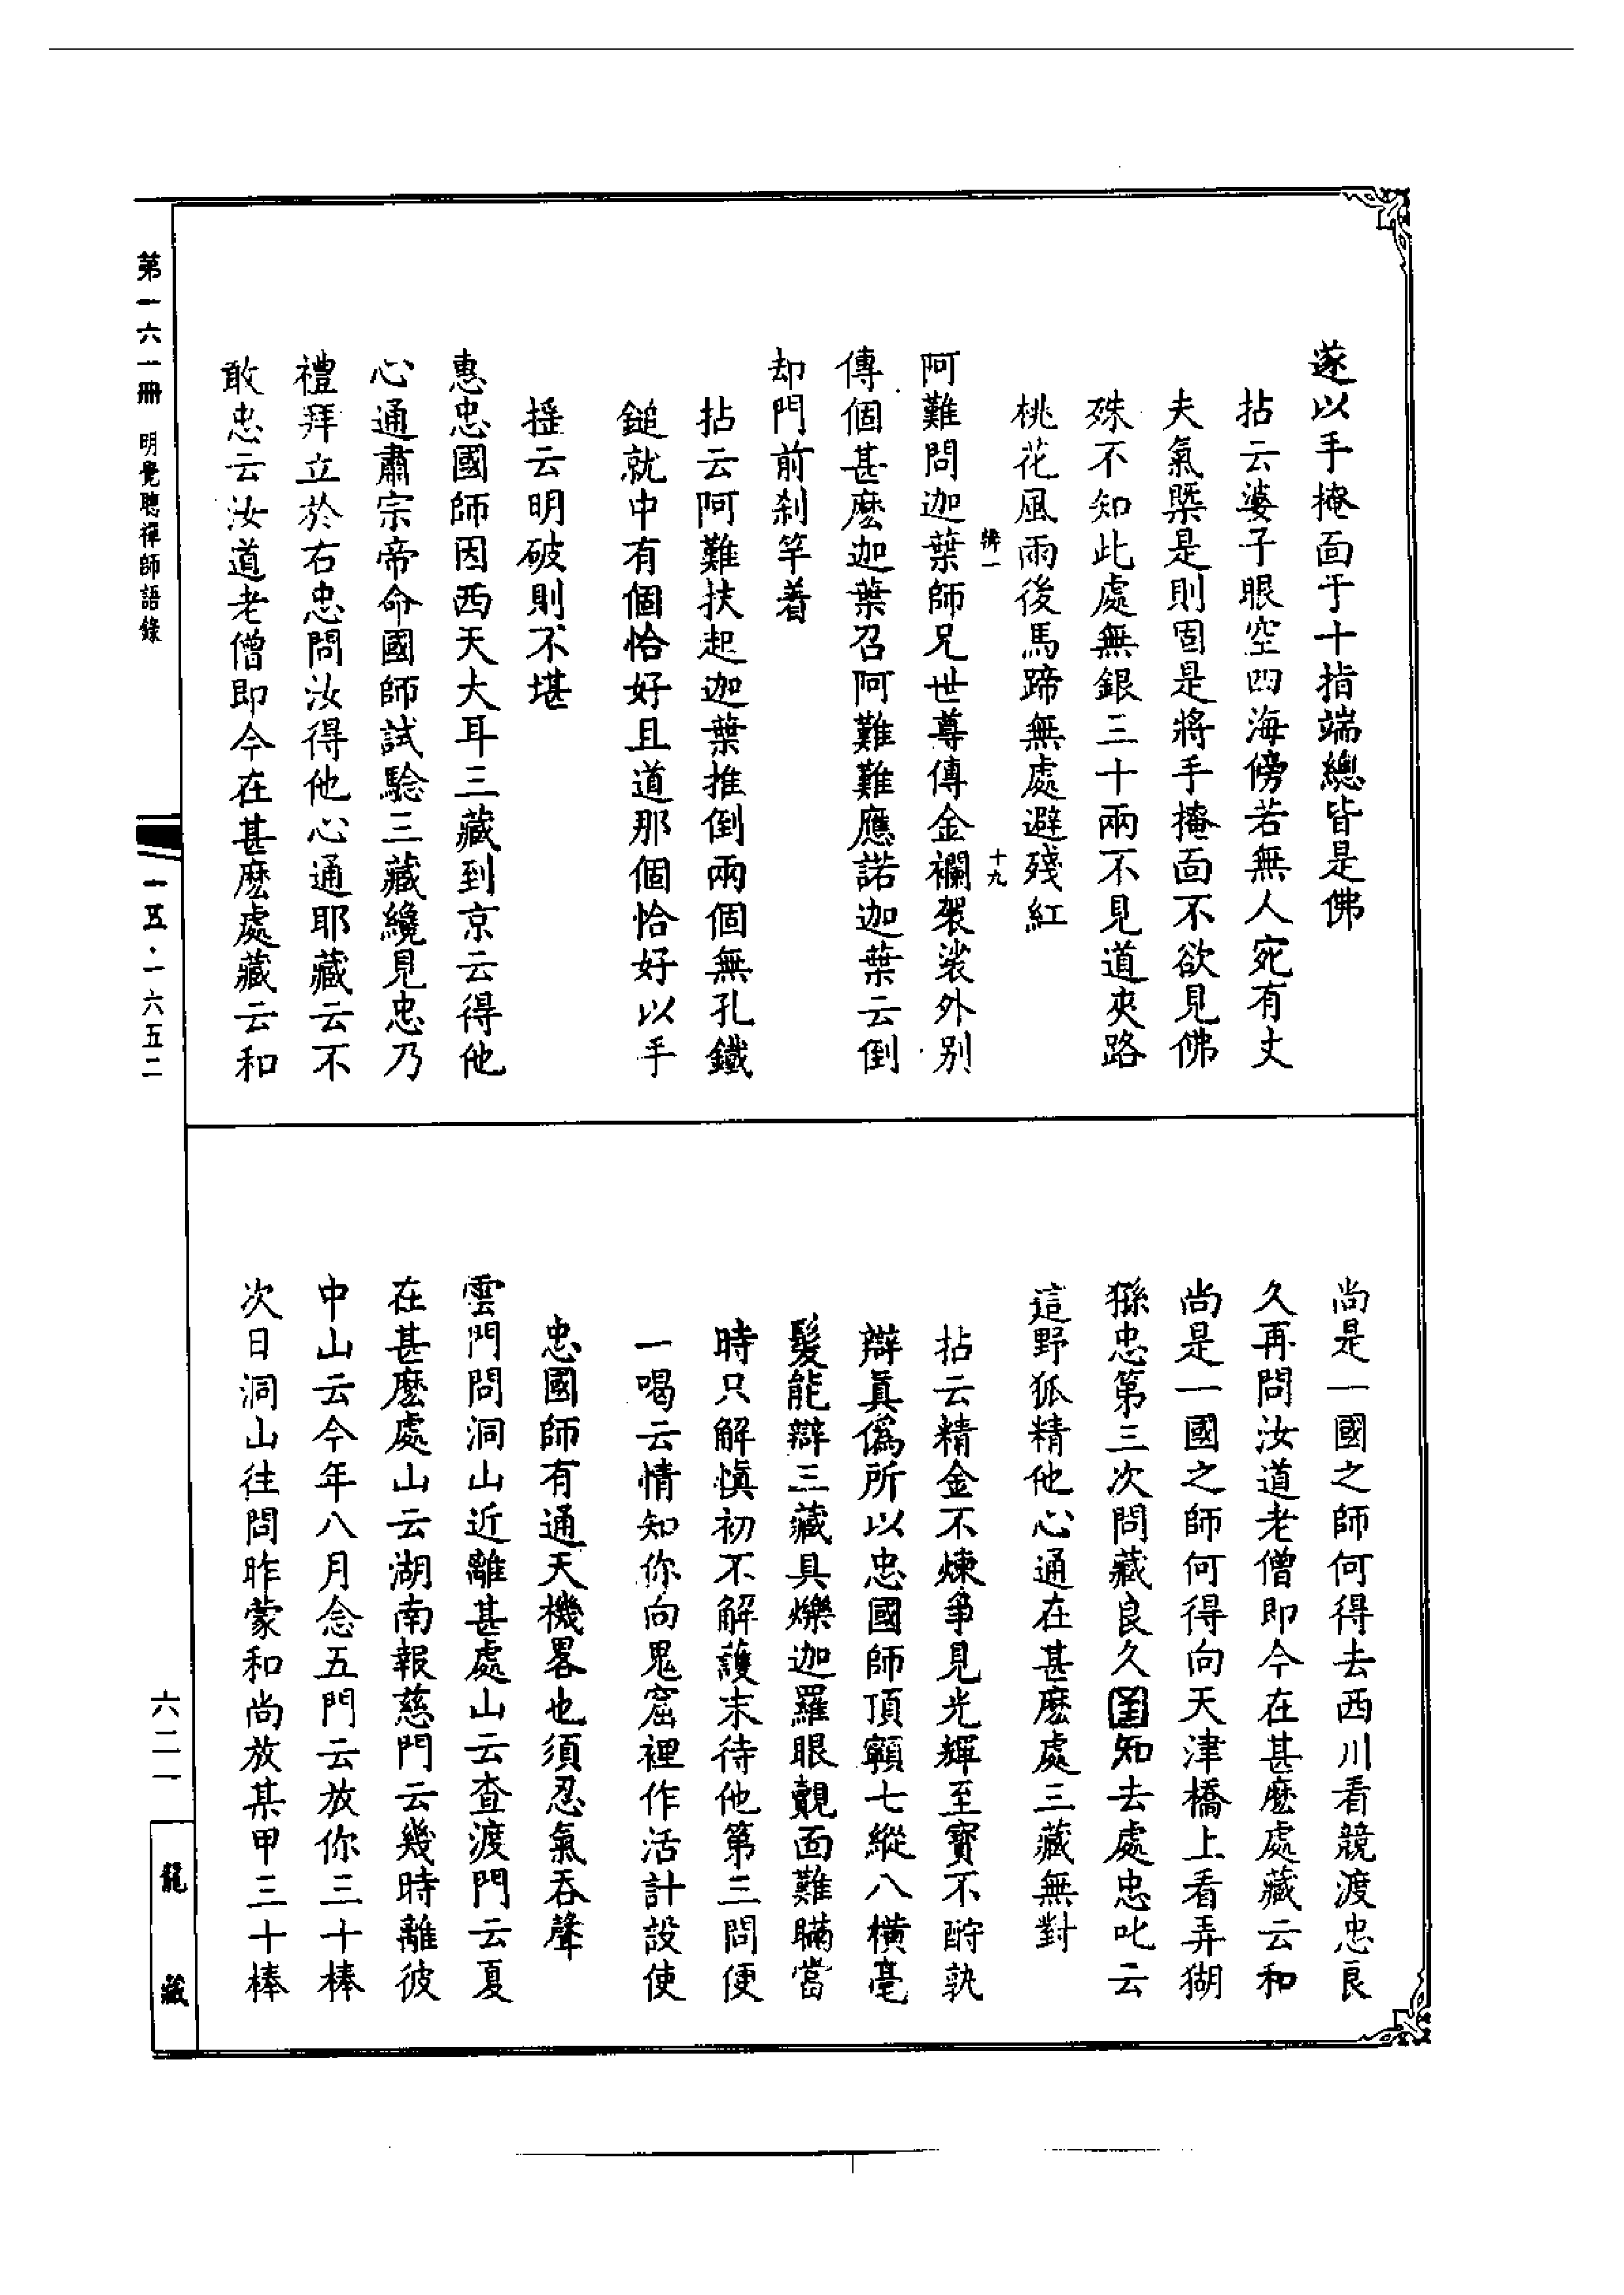 遂以手掩面于十指端總皆是佛
拈云婆子眼空四海傍若無人宛有丈
夫氣槩是則固是將手掩面不欲見佛
殊不知此處無銀三十兩不見道夾路
桃花風雨後馬蹄無處避殘紅
十九
阿難問迦葉師兄世尊傳金襴袈裟外別
傳個甚麽迦葉召阿難難應諾迦葉云倒
却門前刹竿着
拈云阿難扶起迦葉推倒兩個無孔鐵
鎚就中有個恰好且道那個恰好以手
搖云明破則不堪
惠忠國師因西天大耳三藏到京云得他
心通肅宗帝命國師試驗三藏纔見忠乃
禮拜立於右忠問汝得他心通耶藏云不
敢忠云汝道老僧即今在甚麽處藏云和
尚是一國之師何得去西川看競渡忠良
久再問汝道老僧即今在甚麽處藏云和
尚是一國之師何得向天津橋上看弄猢
猻忠第三次問藏良久知去處忠叱云
這野狐精他心通在甚麽處三藏無對
拈云精金不煉爭見光輝至寶不酧孰
辯眞僞所以忠國師頂顊七縱八橫毫
髮能辯三藏具爍迦羅眼覿面難瞞當
時只解愼初不解護末待他第三問便
一喝云情知你向鬼窟裡作活計設使
忠國師有通天機畧也須忍氣吞聲
雲門問洞山近離甚處山云查渡門云夏
在甚麽處山云湖南報慈門云幾時離彼
中山云今年八月念五門云放你三十棒
次日洞山往問昨蒙和尚放某甲三十棒
第一六一冊 明覺聰禪師語錄
一五·一六五二
六二一
龍藏